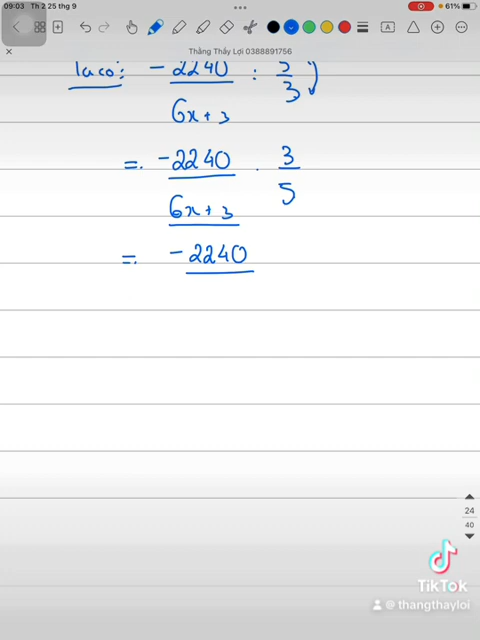 09:03 Th 2 25 thg 9
61%
Thằng Thầy Lợi 0388891756
Ta có: -2240 : 5
6x+3 3
= -2240 . 3
6x+3 5
= -2240
24
40
TikTok
@ thangthayloi